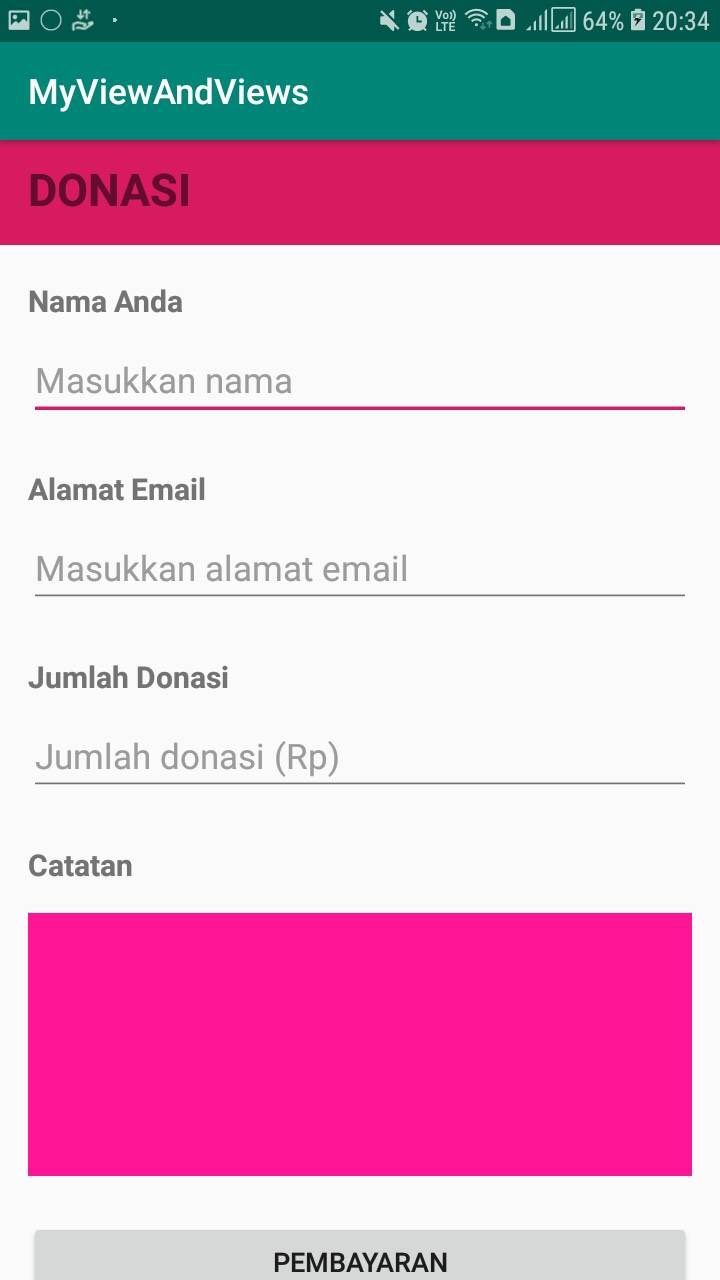 Vo)) 64% 20:34
LTE
MyViewAndViews
DONASI
Nama Anda
Masukkan nama
Alamat Email
Masukkan alamat email
Jumlah Donasi
Jumlah donasi (Rp)
Catatan
PEMBAYARAN